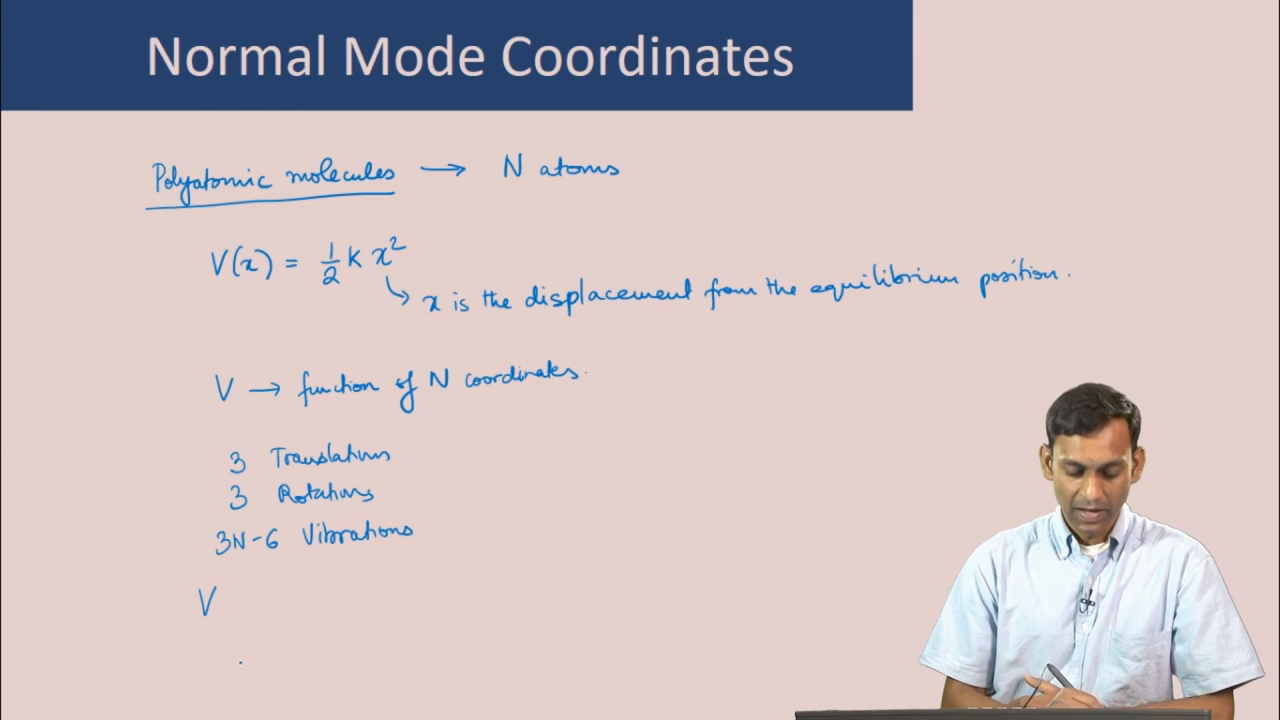 Normal Mode Coordinates
Polyatomic molecules → N atoms
V(x) = 1/2 k x²
↳ x is the displacement from the equilibrium position.
V → function of N coordinates.
3 Translations
3 Rotations
3N-6 Vibrations
V